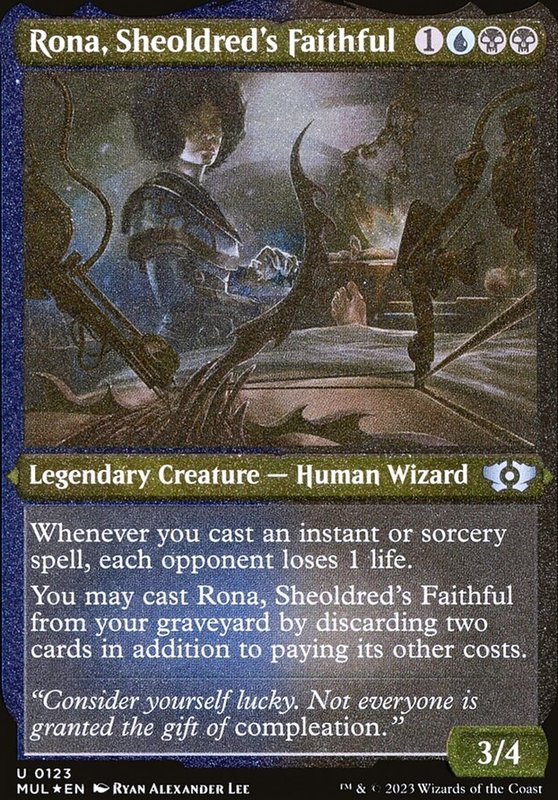 Rona, Sheoldred's Faithful 1
Legendary Creature — Human Wizard
Whenever you cast an instant or sorcery
spell, each opponent loses 1 life.
You may cast Rona, Sheoldred's Faithful
from your graveyard by discarding two
cards in addition to paying its other costs.
"Consider yourself lucky. Not everyone is
granted the gift of compleation."
3/4
U 0123
MUL★EN Ryan Alexander Lee
™ & © 2023 Wizards of the Coast